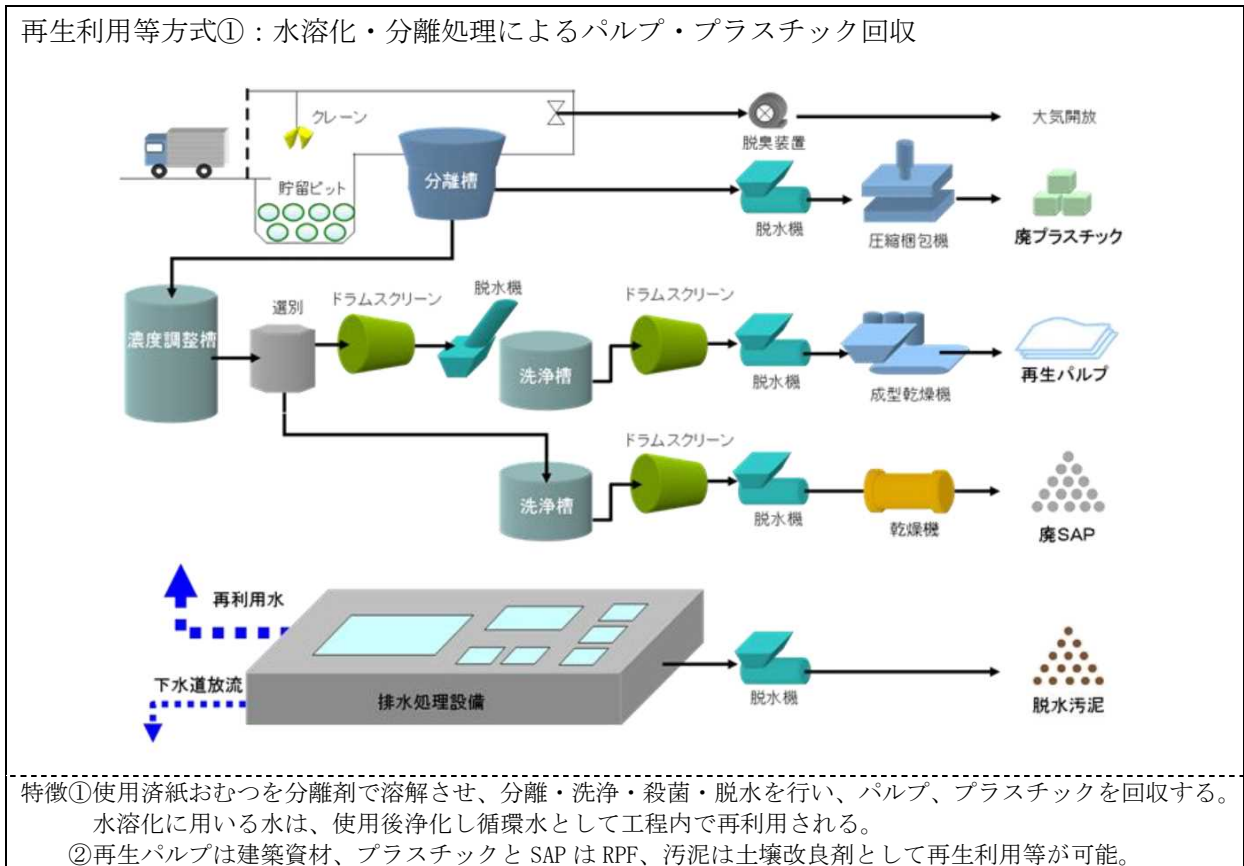 再生利用等方式①：水溶化・分離処理によるパルプ・プラスチック回収
クレーン
脱臭装置
大気開放
貯留ピット
分離槽
脱水機
圧縮梱包機
廃プラスチック
濃度調整槽
選別
ドラムスクリーン
脱水機
洗浄槽
ドラムスクリーン
脱水機
成型乾燥機
再生パルプ
洗浄槽
ドラムスクリーン
脱水機
乾燥機
廃SAP
再利用水
下水道放流
排水処理設備
脱水機
脱水汚泥
特徴①使用済紙おむつを分離剤で溶解させ、分離・洗浄・殺菌・脱水を行い、パルプ、プラスチックを回収する。
水溶化に用いる水は、使用後浄化し循環水として工程内で再利用される。
②再生パルプは建築資材、プラスチックと SAP は RPF、汚泥は土壌改良剤として再生利用等が可能。